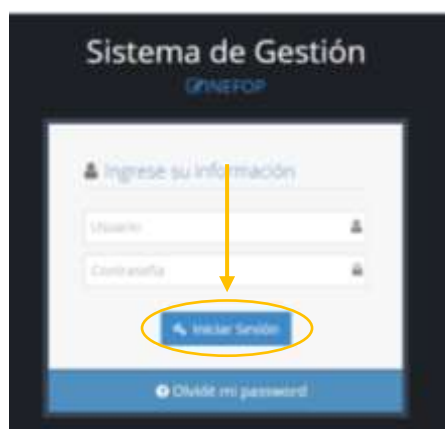 Sistema de Gestión
INEFOP
Ingrese su información
Usuario
Contraseña
Iniciar Sesión
Olvidé mi password